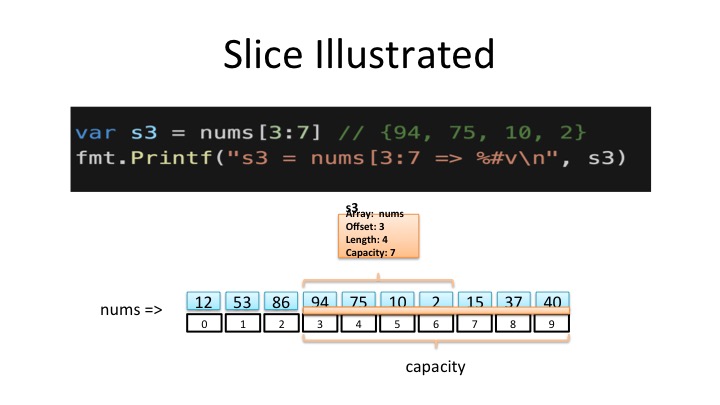 Slice Illustrated
var s3 = nums[3:7] // {94, 75, 10, 2}
fmt.Printf("s3 = nums[3:7 => %#v\n", s3)
s3
Array: nums
Offset: 3
Length: 4
Capacity: 7
nums => 12 53 86 94 75 10 2 15 37 40
0 1 2 3 4 5 6 7 8 9
capacity